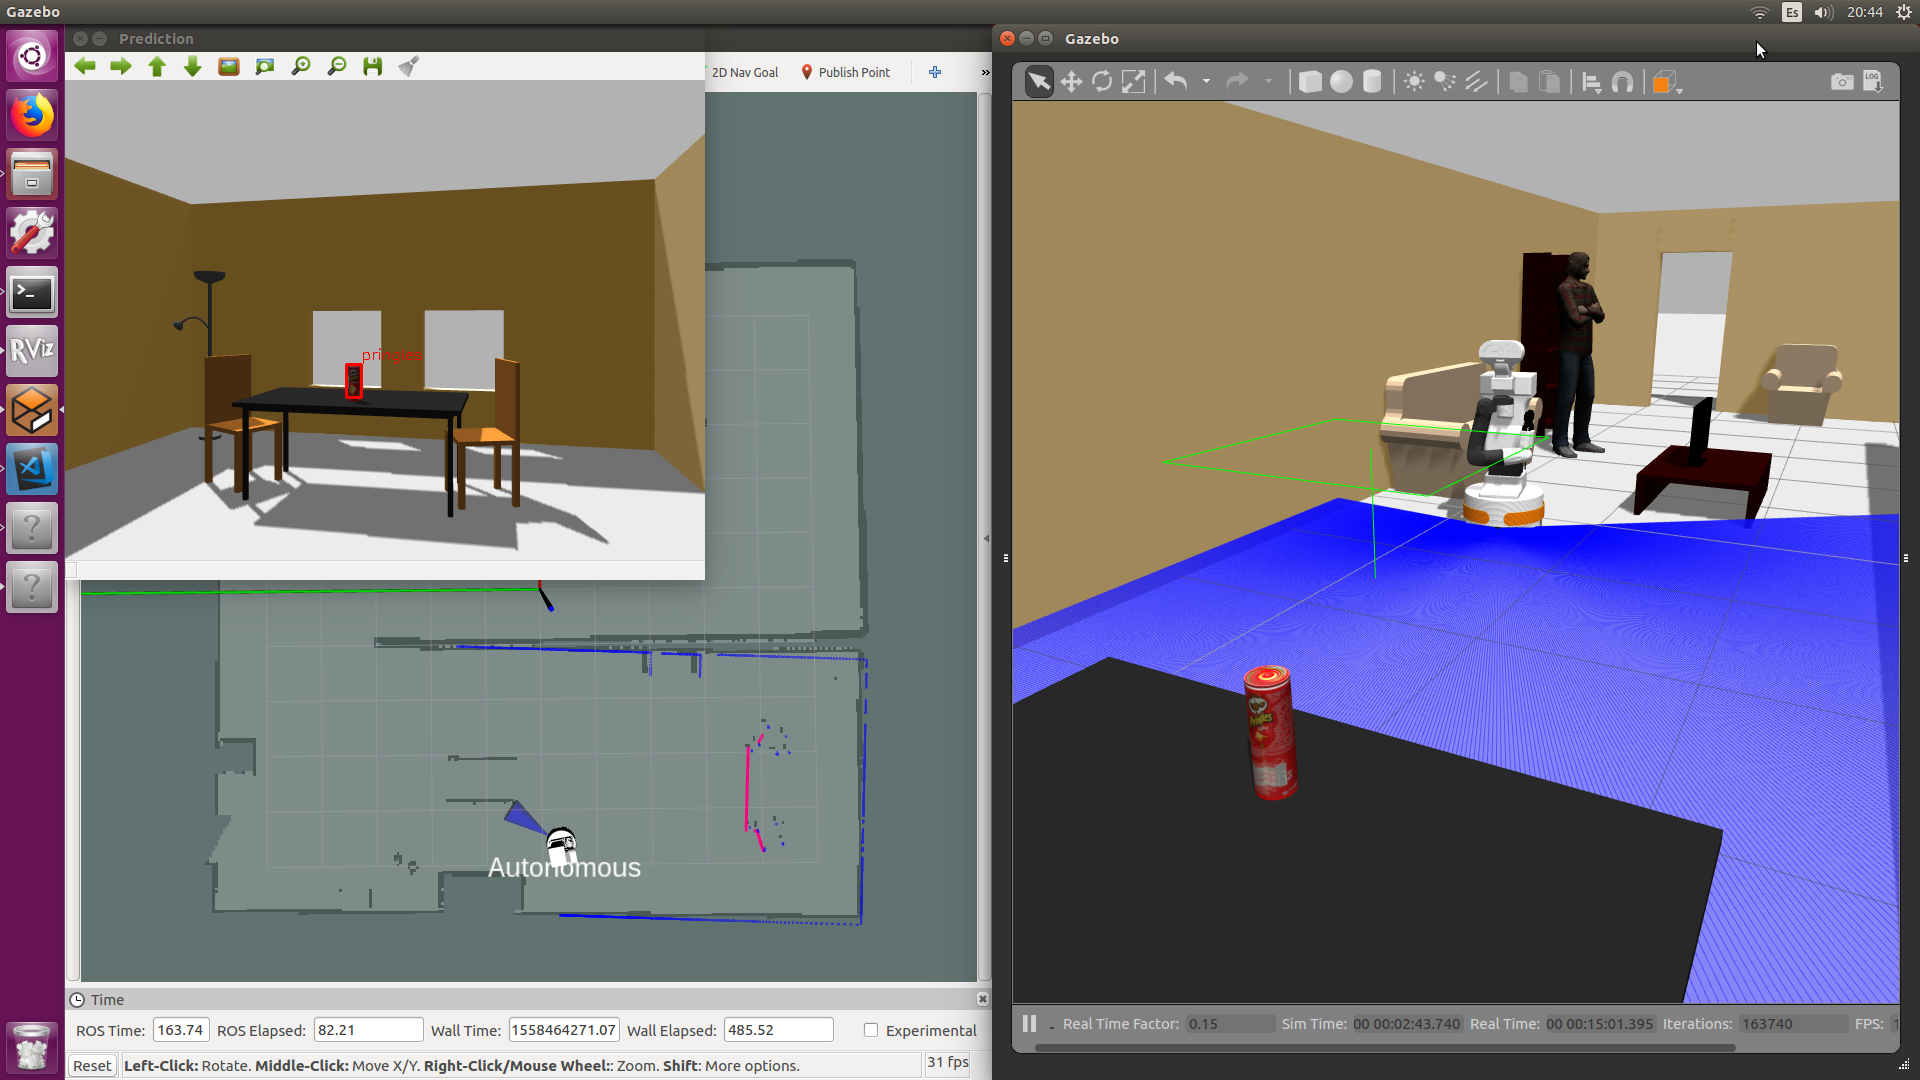 Gazebo
Es
20:44
Prediction
Gazebo
2D Nav Goal
Publish Point
»
LOG
pringles
RViz
>_
?
?
Pringles
Autonomous
Time
ROS Time: 163.74 ROS Elapsed: 82.21 Wall Time: 1558464271.07 Wall Elapsed: 485.52 Experimental
Reset Left-Click: Rotate. Middle-Click: Move X/Y. Right-Click/Mouse Wheel:: Zoom. Shift: More options. 31 fps
Real Time Factor: 0.15 Sim Time: 00 00:02:43.740 Real Time: 00 00:15:01.395 Iterations: 163740 FPS: